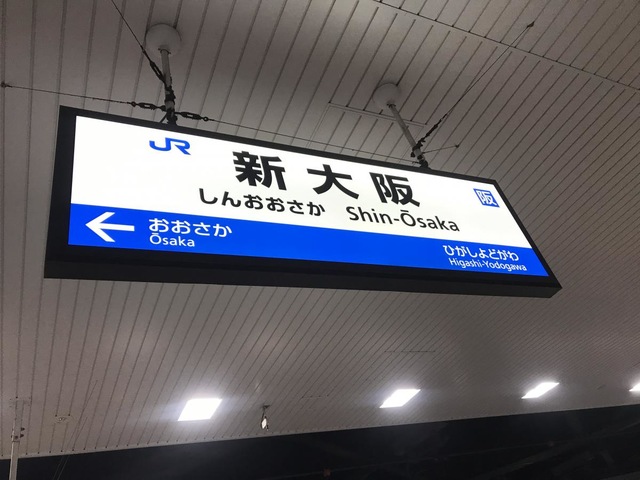 JR
新大阪
阪
しんおおさか Shin-Ōsaka
おおさか
Ōsaka
ひがしよどがわ
Higashi-Yodogawa